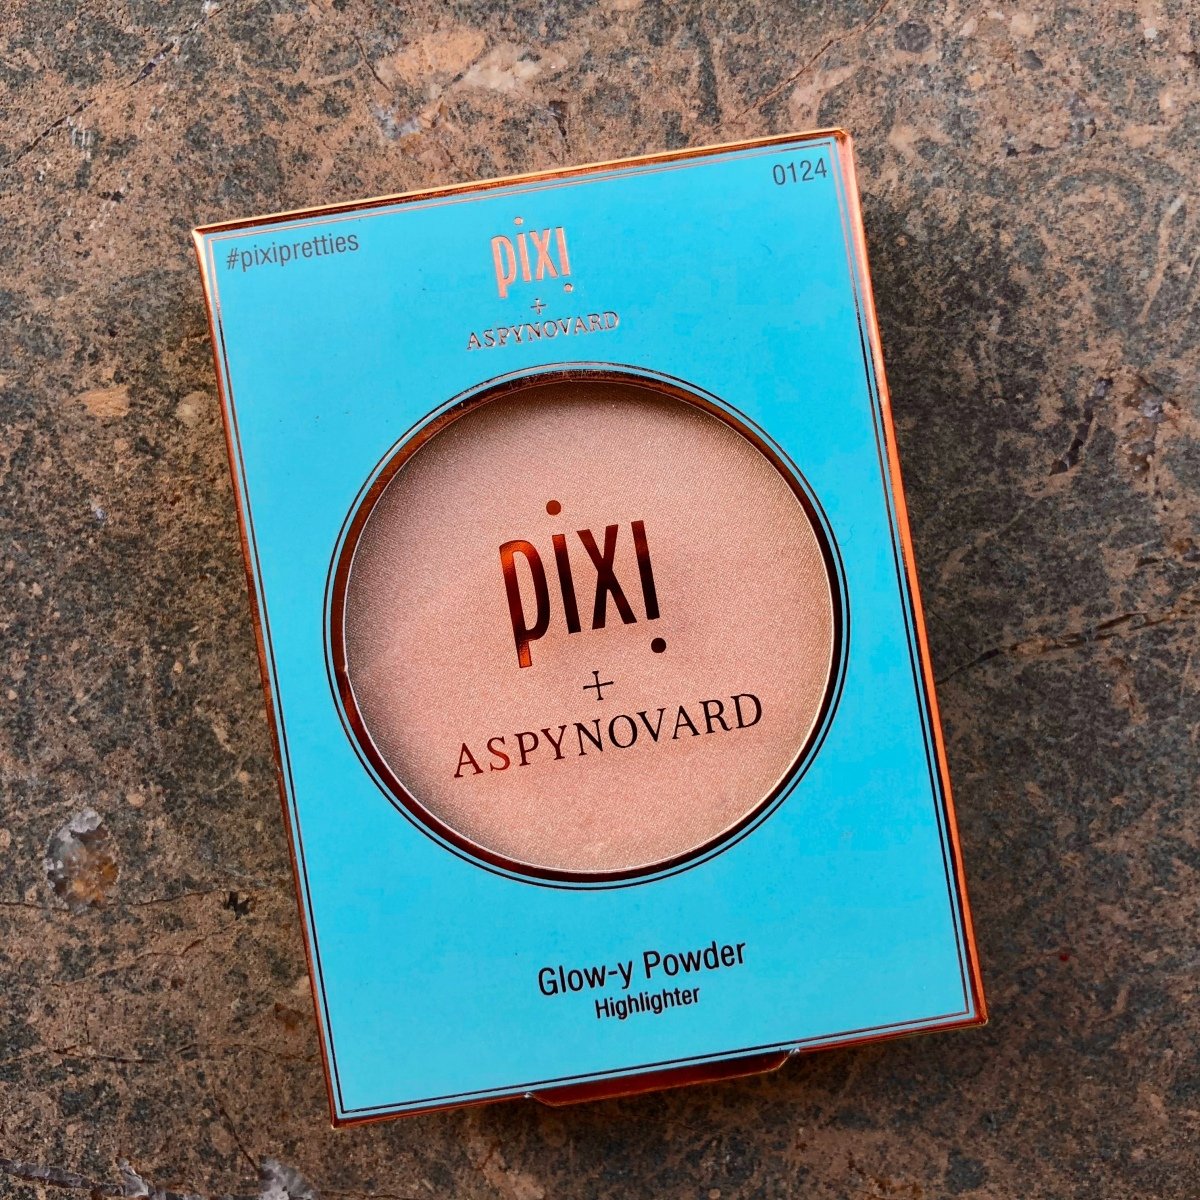 #pixipretties
0124
pixi
+
ASPYNOVARD
pixi
+
ASPYNOVARD
Glow-y Powder
Highlighter